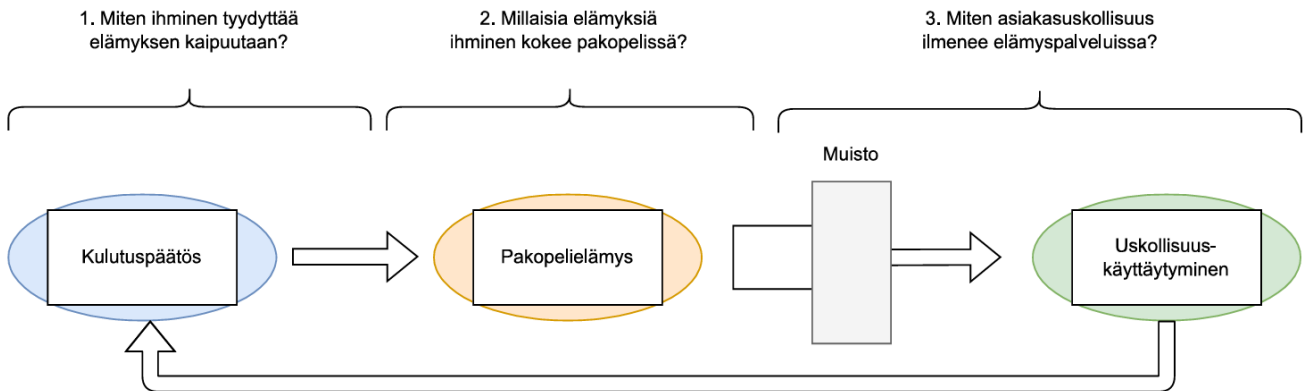 1. Miten ihminen tyydyttää
elämyksen kaipuutaan?
2. Millaisia elämyksiä
ihminen kokee pakopelissä?
3. Miten asiakasuskollisuus
ilmenee elämyspalveluissa?
Muisto
Kulutuspäätös
Pakopelielämys
Uskollisuus-
käyttäytyminen